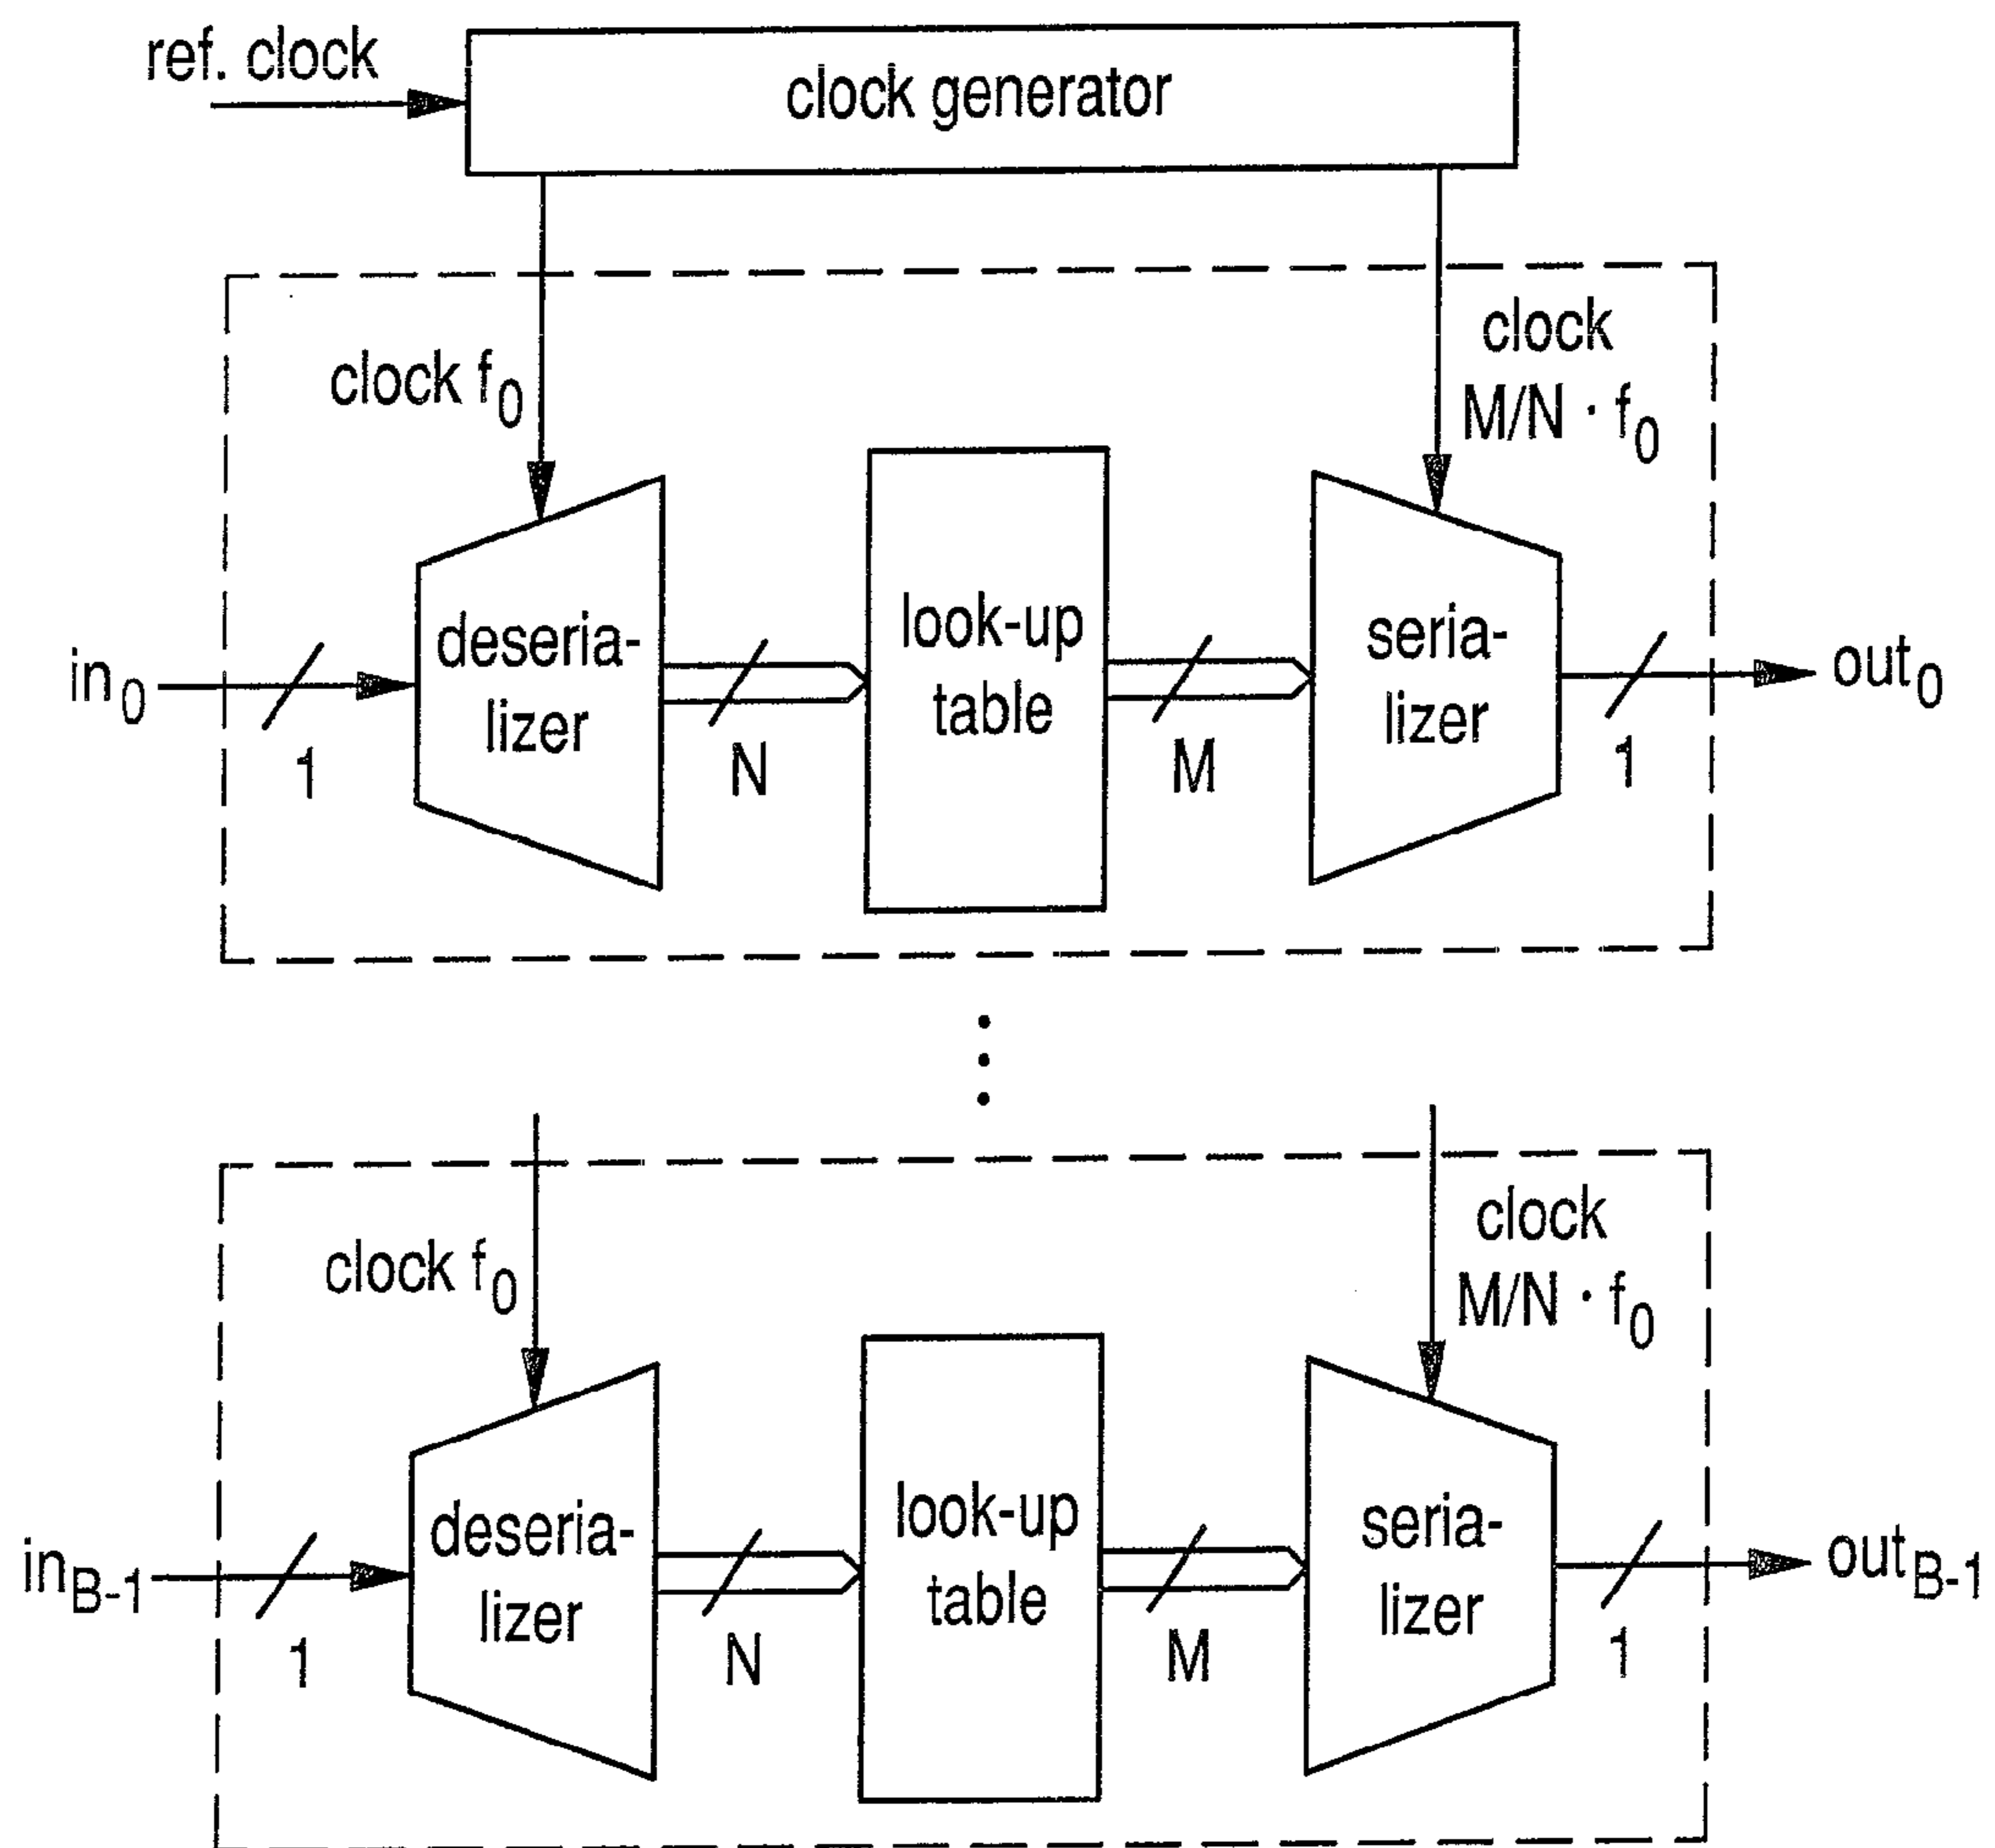 ref. clock
clock generator
clock f0
clock
M/N · f0
in0
1
deseria-
lizer
N
look-up
table
M
seria-
lizer
1
out0
clock f0
clock
M/N · f0
inB-1
1
deseria-
lizer
N
look-up
table
M
seria-
lizer
1
outB-1